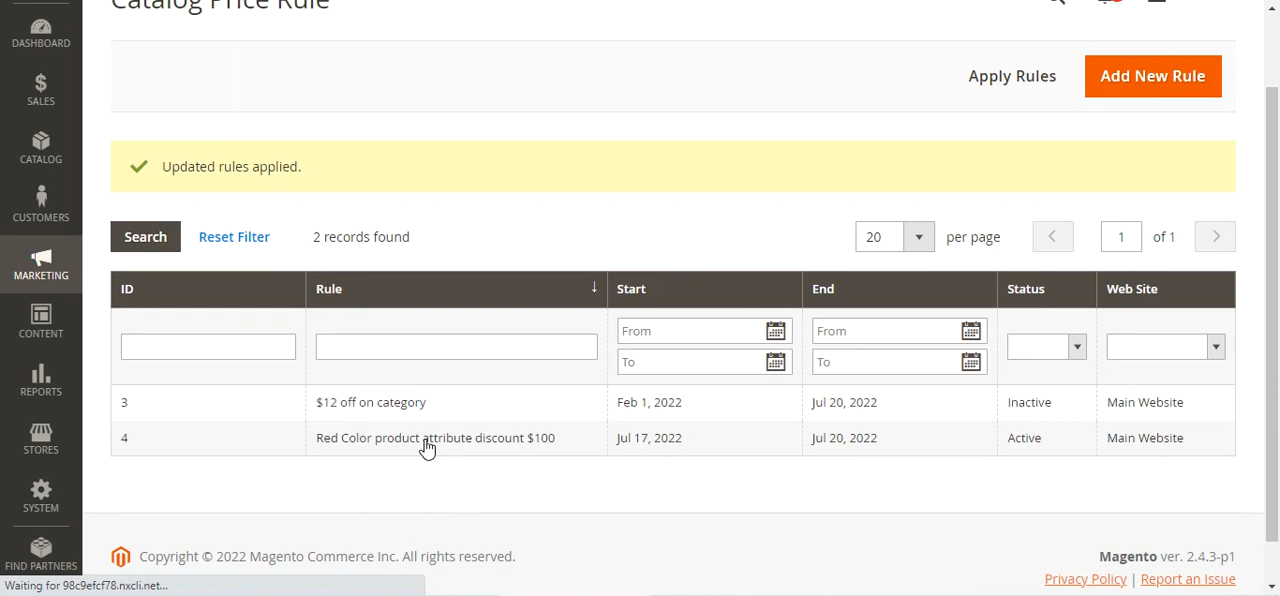 Catalog Price Rule
DASHBOARD
SALES
CATALOG
CUSTOMERS
MARKETING
CONTENT
REPORTS
STORES
SYSTEM
FIND PARTNERS
Apply Rules Add New Rule
Updated rules applied.
Search Reset Filter 2 records found 20 per page 1 of 1
ID Rule Start End Status Web Site
From From
To To
3 $12 off on category Feb 1, 2022 Jul 20, 2022 Inactive Main Website
4 Red Color product attribute discount $100 Jul 17, 2022 Jul 20, 2022 Active Main Website
Copyright © 2022 Magento Commerce Inc. All rights reserved. Magento ver. 2.4.3-p1
Privacy Policy | Report an Issue
Waiting for 98c9efcf78.nxcli.net...